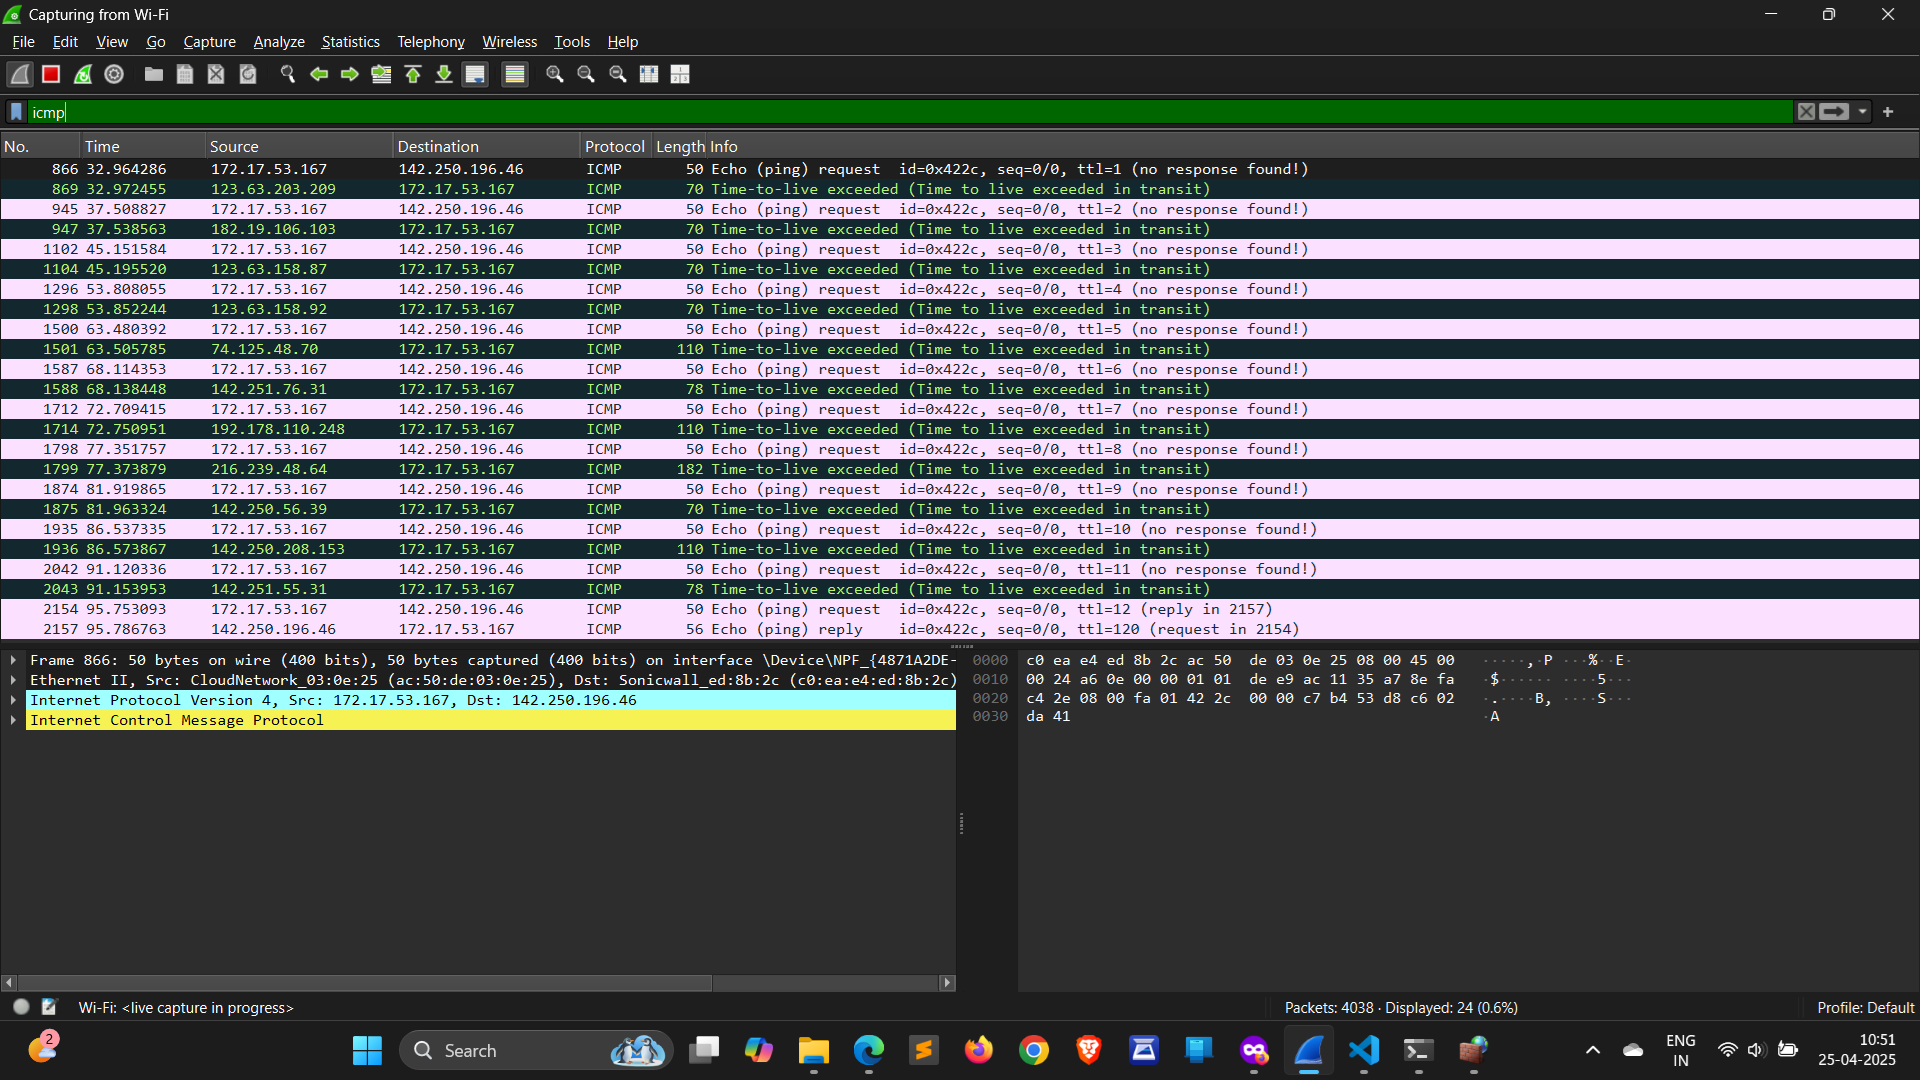 Capturing from Wi-Fi
File Edit View Go Capture Analyze Statistics Telephony Wireless Tools Help
icmp
No. Time Source Destination Protocol Length Info
866 32.964286 172.17.53.167 142.250.196.46 ICMP 50 Echo (ping) request id=0x422c, seq=0/0, ttl=1 (no response found!)
869 32.972455 123.63.203.209 172.17.53.167 ICMP 70 Time-to-live exceeded (Time to live exceeded in transit)
945 37.508827 172.17.53.167 142.250.196.46 ICMP 50 Echo (ping) request id=0x422c, seq=0/0, ttl=2 (no response found!)
947 37.538563 182.19.106.103 172.17.53.167 ICMP 70 Time-to-live exceeded (Time to live exceeded in transit)
1102 45.151584 172.17.53.167 142.250.196.46 ICMP 50 Echo (ping) request id=0x422c, seq=0/0, ttl=3 (no response found!)
1104 45.195520 123.63.158.87 172.17.53.167 ICMP 70 Time-to-live exceeded (Time to live exceeded in transit)
1296 53.808055 172.17.53.167 142.250.196.46 ICMP 50 Echo (ping) request id=0x422c, seq=0/0, ttl=4 (no response found!)
1298 53.852244 123.63.158.92 172.17.53.167 ICMP 70 Time-to-live exceeded (Time to live exceeded in transit)
1500 63.480392 172.17.53.167 142.250.196.46 ICMP 50 Echo (ping) request id=0x422c, seq=0/0, ttl=5 (no response found!)
1501 63.505785 74.125.48.70 172.17.53.167 ICMP 110 Time-to-live exceeded (Time to live exceeded in transit)
1587 68.114353 172.17.53.167 142.250.196.46 ICMP 50 Echo (ping) request id=0x422c, seq=0/0, ttl=6 (no response found!)
1588 68.138448 142.251.76.31 172.17.53.167 ICMP 78 Time-to-live exceeded (Time to live exceeded in transit)
1712 72.709415 172.17.53.167 142.250.196.46 ICMP 50 Echo (ping) request id=0x422c, seq=0/0, ttl=7 (no response found!)
1714 72.750951 192.178.110.248 172.17.53.167 ICMP 110 Time-to-live exceeded (Time to live exceeded in transit)
1798 77.351757 172.17.53.167 142.250.196.46 ICMP 50 Echo (ping) request id=0x422c, seq=0/0, ttl=8 (no response found!)
1799 77.373879 216.239.48.64 172.17.53.167 ICMP 182 Time-to-live exceeded (Time to live exceeded in transit)
1874 81.919865 172.17.53.167 142.250.196.46 ICMP 50 Echo (ping) request id=0x422c, seq=0/0, ttl=9 (no response found!)
1875 81.963324 142.250.56.39 172.17.53.167 ICMP 70 Time-to-live exceeded (Time to live exceeded in transit)
1935 86.537335 172.17.53.167 142.250.196.46 ICMP 50 Echo (ping) request id=0x422c, seq=0/0, ttl=10 (no response found!)
1936 86.573867 142.250.208.153 172.17.53.167 ICMP 110 Time-to-live exceeded (Time to live exceeded in transit)
2042 91.120336 172.17.53.167 142.250.196.46 ICMP 50 Echo (ping) request id=0x422c, seq=0/0, ttl=11 (no response found!)
2043 91.153953 142.251.55.31 172.17.53.167 ICMP 78 Time-to-live exceeded (Time to live exceeded in transit)
2154 95.753093 172.17.53.167 142.250.196.46 ICMP 50 Echo (ping) request id=0x422c, seq=0/0, ttl=12 (reply in 2157)
2157 95.786763 142.250.196.46 172.17.53.167 ICMP 56 Echo (ping) reply id=0x422c, seq=0/0, ttl=120 (request in 2154)
Frame 866: 50 bytes on wire (400 bits), 50 bytes captured (400 bits) on interface \Device\NPF_{4871A2DE-
Ethernet II, Src: CloudNetwork_03:0e:25 (ac:50:de:03:0e:25), Dst: Sonicwall_ed:8b:2c (c0:ea:e4:ed:8b:2c)
Internet Protocol Version 4, Src: 172.17.53.167, Dst: 142.250.196.46
Internet Control Message Protocol
0000 c0 ea e4 ed 8b 2c ac 50 de 03 0e 25 08 00 45 00 ·····,·P ···%··E·
0010 00 24 a6 0e 00 00 01 01 de e9 ac 11 35 a7 8e fa ·$······ ····5···
0020 c4 2e 08 00 fa 01 42 2c 00 00 c7 b4 53 d8 c6 02 ·.····B, ····S···
0030 da 41 ·A
Wi-Fi: <live capture in progress>
Packets: 4038 · Displayed: 24 (0.6%)
Profile: Default
2
Search
ENG
IN
10:51
25-04-2025